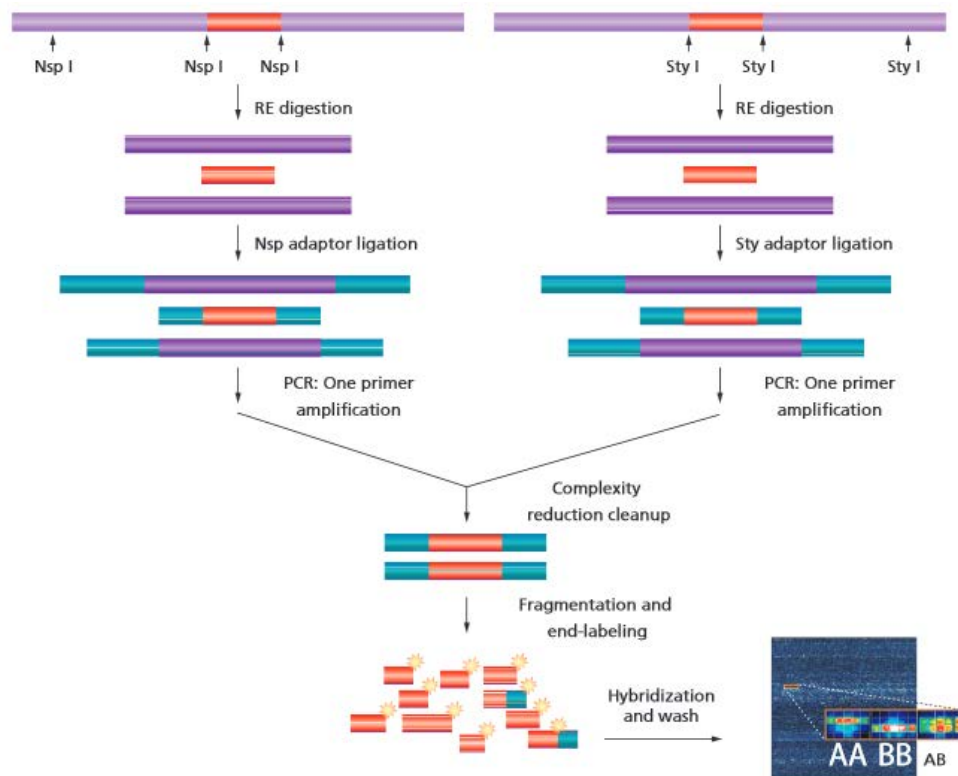 Nsp I Nsp I Nsp I
Sty I Sty I Sty I
RE digestion
RE digestion
Nsp adaptor ligation
Sty adaptor ligation
PCR: One primer
amplification
PCR: One primer
amplification
Complexity
reduction cleanup
Fragmentation and
end-labeling
Hybridization
and wash
AA BB AB